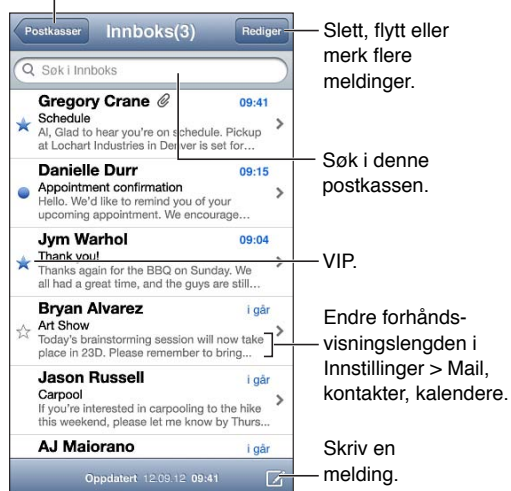 Postkasser
Innboks(3)
Rediger
Søk i Innboks
Gregory Crane 09:41
Schedule
Al, Glad to hear you're on schedule. Pickup
at Lochart Industries in Denver is set for…
Danielle Durr 09:15
Appointment confirmation
Hello. We'd like to remind you of your
upcoming appointment. We encourage…
Jym Warhol 09:04
Thank you!
Thanks again for the BBQ on Sunday. We
all had a great time, and the guys are still…
Bryan Alvarez i går
Art Show
Today's brainstorming session will now take
place in 23D. Please remember to bring...
Jason Russell i går
Carpool
If you're interested in carpooling to the hike
this weekend, please let me know by Thurs...
AJ Maiorano i går
Oppdatert 12.09.12 09:41
Slett, flytt eller
merk flere
meldinger.
Søk i denne
postkassen.
VIP.
Endre forhånds-
visningslengden i
Innstillinger > Mail,
kontakter, kalendere.
Skriv en
melding.